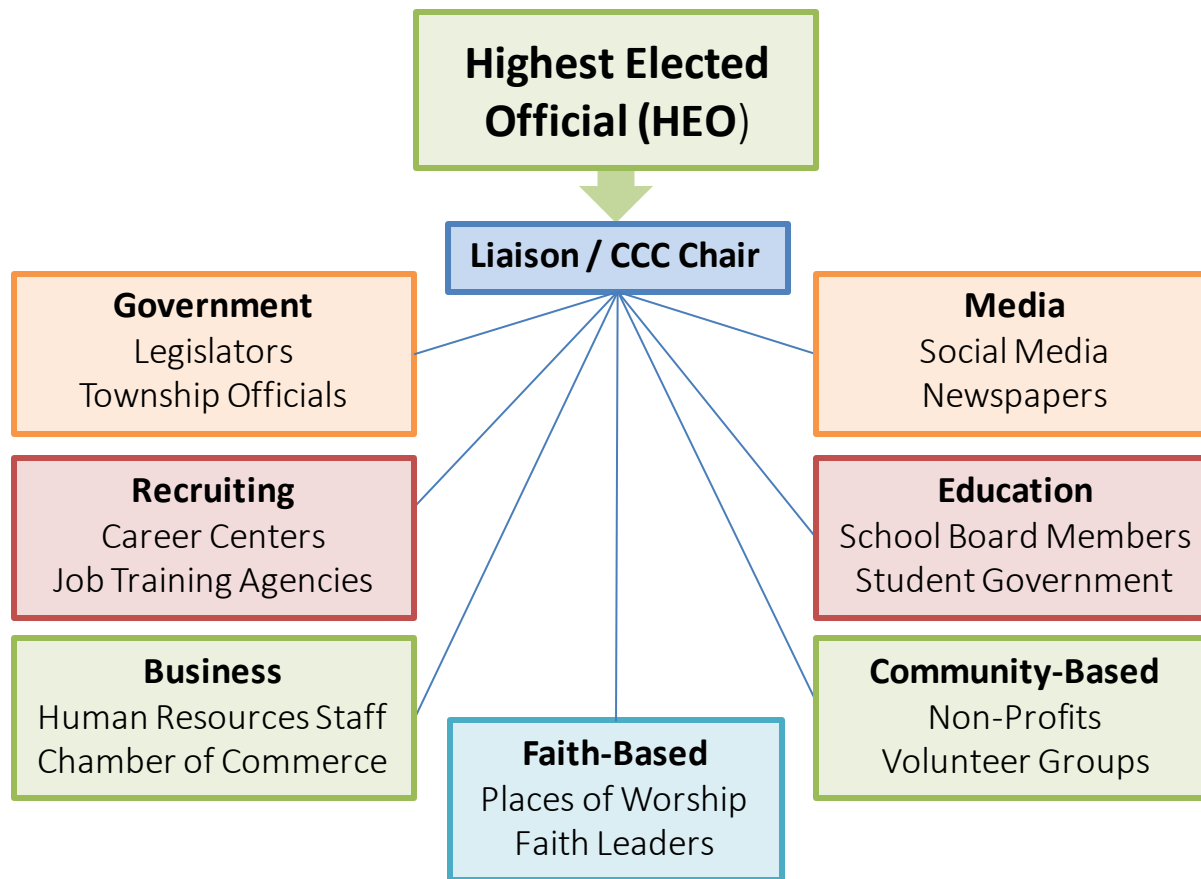 Highest Elected
Official (HEO)
Liaison / CCC Chair
Government
Legislators
Township Officials
Media
Social Media
Newspapers
Recruiting
Career Centers
Job Training Agencies
Education
School Board Members
Student Government
Business
Human Resources Staff
Chamber of Commerce
Faith-Based
Places of Worship
Faith Leaders
Community-Based
Non-Profits
Volunteer Groups